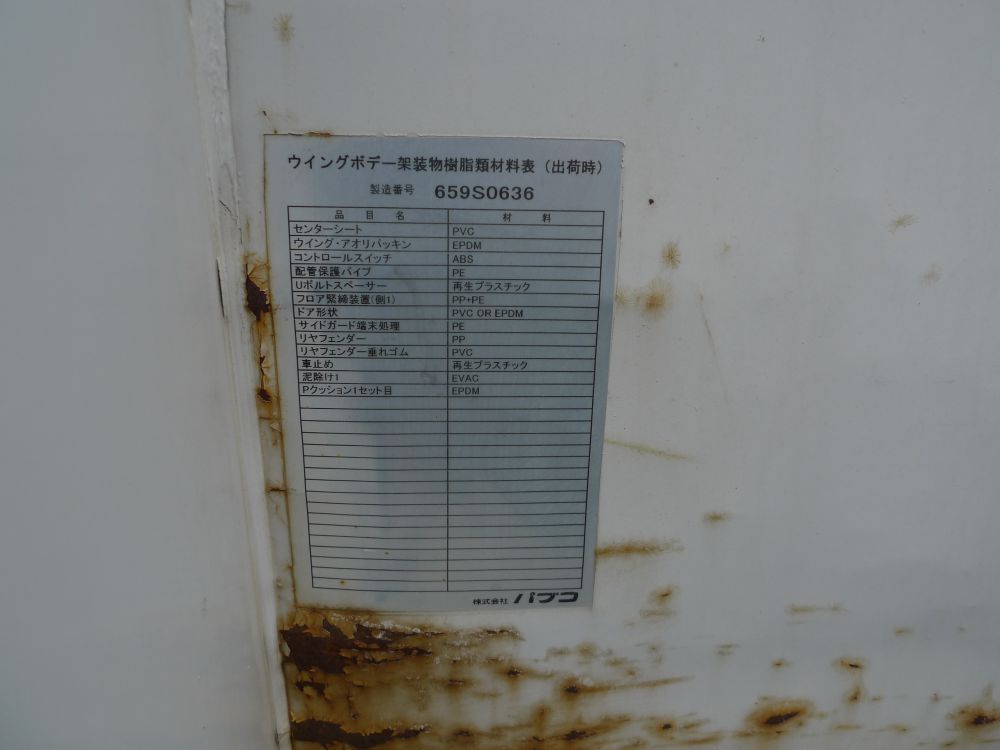 ウイングボデー架装物樹脂類材料表（出荷時）
製造番号 659S0636
品目名 材料
センターシート PVC
ウイング・アオリパッキン EPDM
コントロールスイッチ ABS
配管保護パイプ PE
Uボルトスペーサー 再生プラスチック
フロア緊締装置(側1) PP+PE
ドア形状 PVC OR EPDM
サイドガード端末処理 PE
リヤフェンダー PP
リヤフェンダー垂れゴム PVC
車止め 再生プラスチック
泥除け1 EVAC
Pクッション1セット目 EPDM
株式会社 パブコ